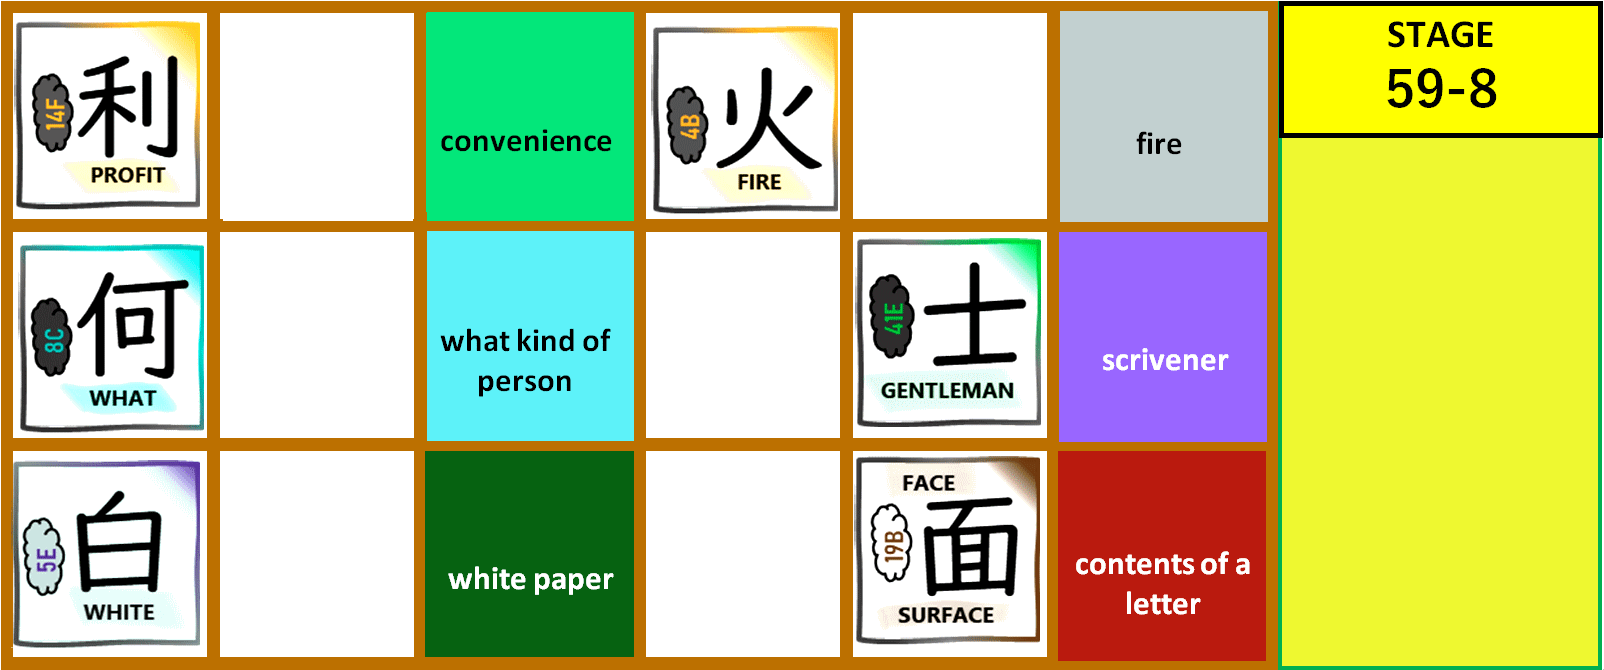 利
14F
PROFIT
convenience
火
4B
FIRE
fire
STAGE
59-8
何
8C
WHAT
what kind of
person
士
41E
GENTLEMAN
scrivener
白
5E
WHITE
white paper
FACE
面
19B
SURFACE
contents of a
letter